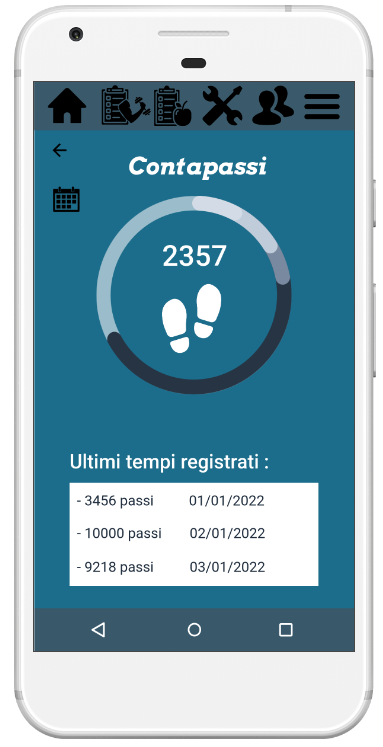 Contapassi
2357
Ultimi tempi registrati :
- 3456 passi 01/01/2022
- 10000 passi 02/01/2022
- 9218 passi 03/01/2022